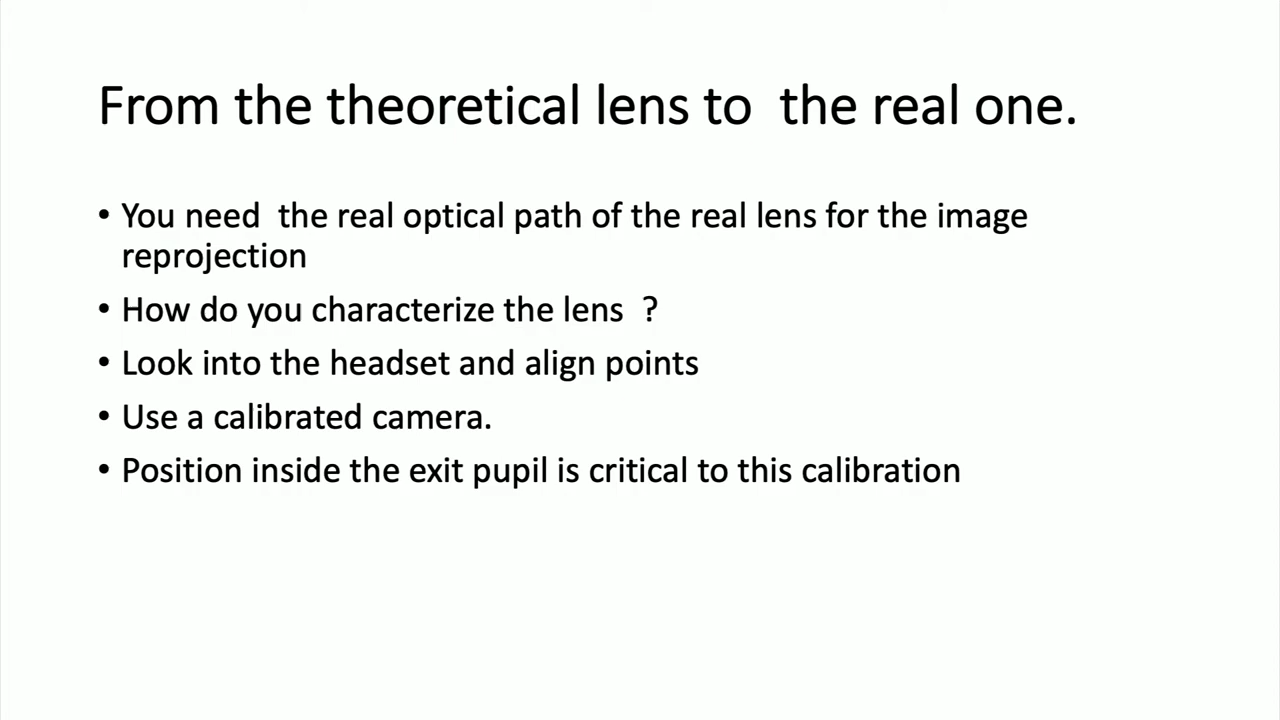 From the theoretical lens to  the real one.
• You need  the real optical path of the real lens for the image
reprojection
• How do you characterize the lens  ?
• Look into the headset and align points
• Use a calibrated camera.
• Position inside the exit pupil is critical to this calibration